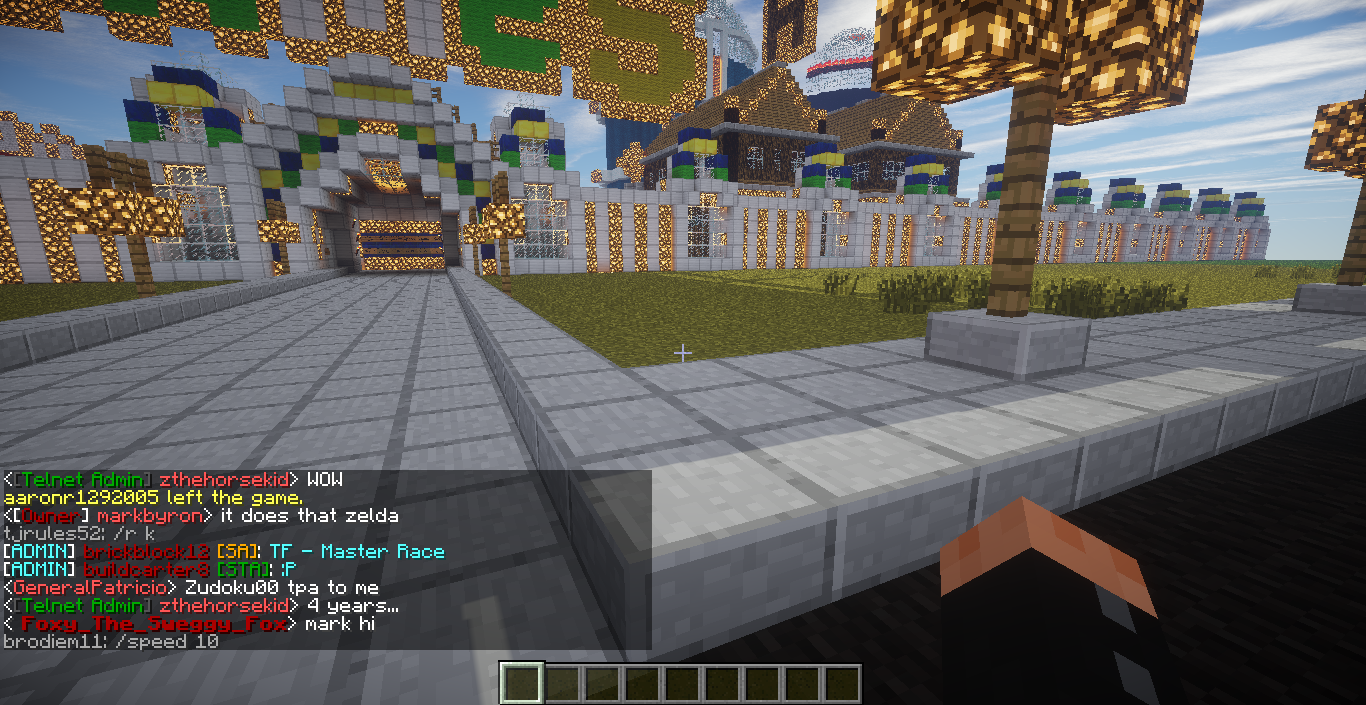 <[Telnet Admin] zthehorsekid> WOW
aaronr1292005 left the game.
<[Owner] markbyron> it does that zelda
tjrules52: /r k
[ADMIN] brickblock12 [SA]: TF - Master Race
[ADMIN] buildcarter8 [STA]: :P
<GeneralPatricio> Zudoku00 tpa to me
<[Telnet Admin] zthehorsekid> 4 years...
< Foxy_The_Sweggy_Fox> mark hi
brodiem11: /speed 10